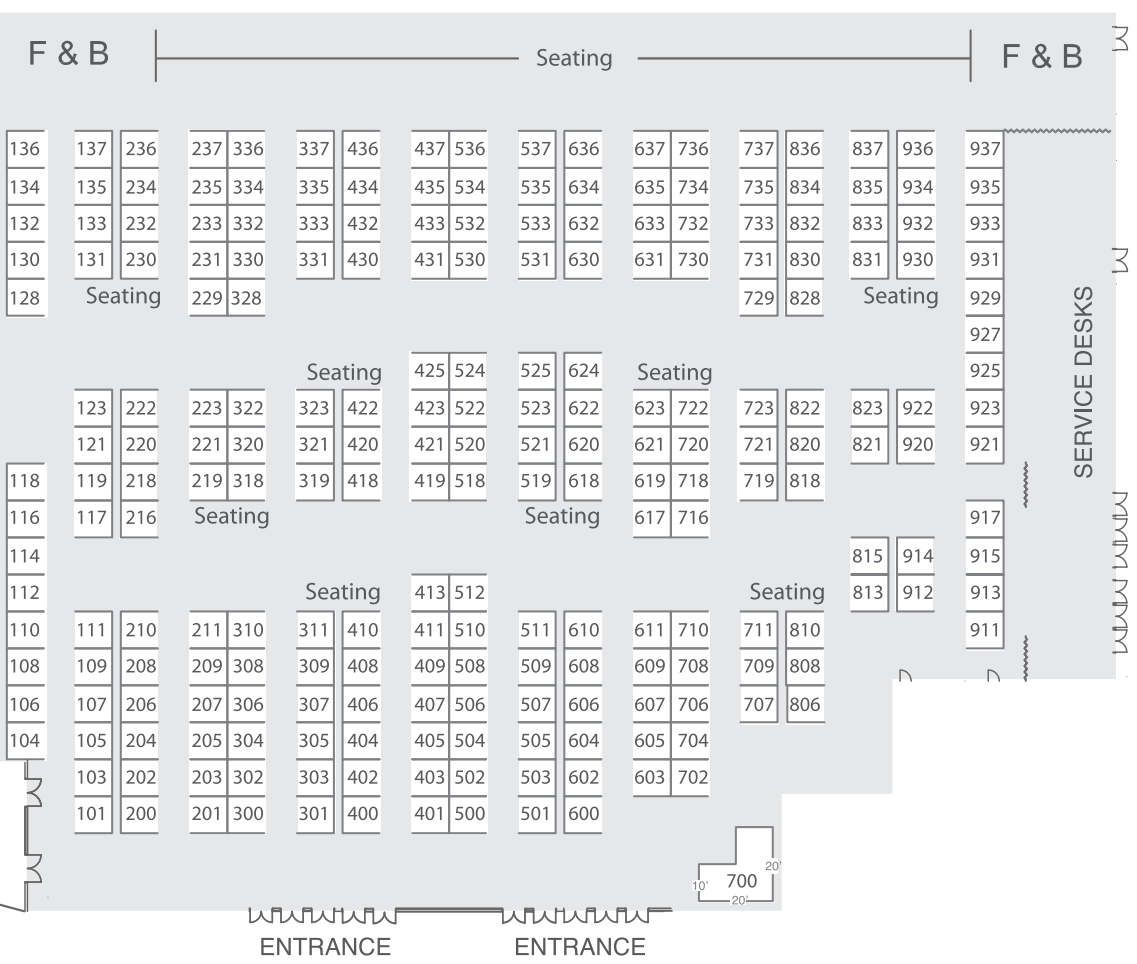 F & B Seating F & B
136 137 236 237 336 337 436 437 536 537 636 637 736 737 836 837 936 937
134 135 234 235 334 335 434 435 534 535 634 635 734 735 834 835 934 935
132 133 232 233 332 333 432 433 532 533 632 633 732 733 832 833 932 933
130 131 230 231 330 331 430 431 530 531 630 631 730 731 830 831 930 931
128 Seating 229 328 729 828 Seating 929
927
Seating 425 524 525 624 Seating 925
123 222 223 322 323 422 423 522 523 622 623 722 723 822 823 922 923
121 220 221 320 321 420 421 520 521 620 621 720 721 820 821 920 921
118 119 218 219 318 319 418 419 518 519 618 619 718 719 818
116 117 216 Seating Seating 617 716 917
114 815 914 915
112 Seating 413 512 Seating 813 912 913
110 111 210 211 310 311 410 411 510 511 610 611 710 711 810 911
108 109 208 209 308 309 408 409 508 509 608 609 708 709 808
106 107 206 207 306 307 406 407 506 507 606 607 706 707 806
104 105 204 205 304 305 404 405 504 505 604 605 704
103 202 203 302 303 402 403 502 503 602 603 702
101 200 201 300 301 400 401 500 501 600
SERVICE DESKS
20'
10' 700
20'
ENTRANCE ENTRANCE